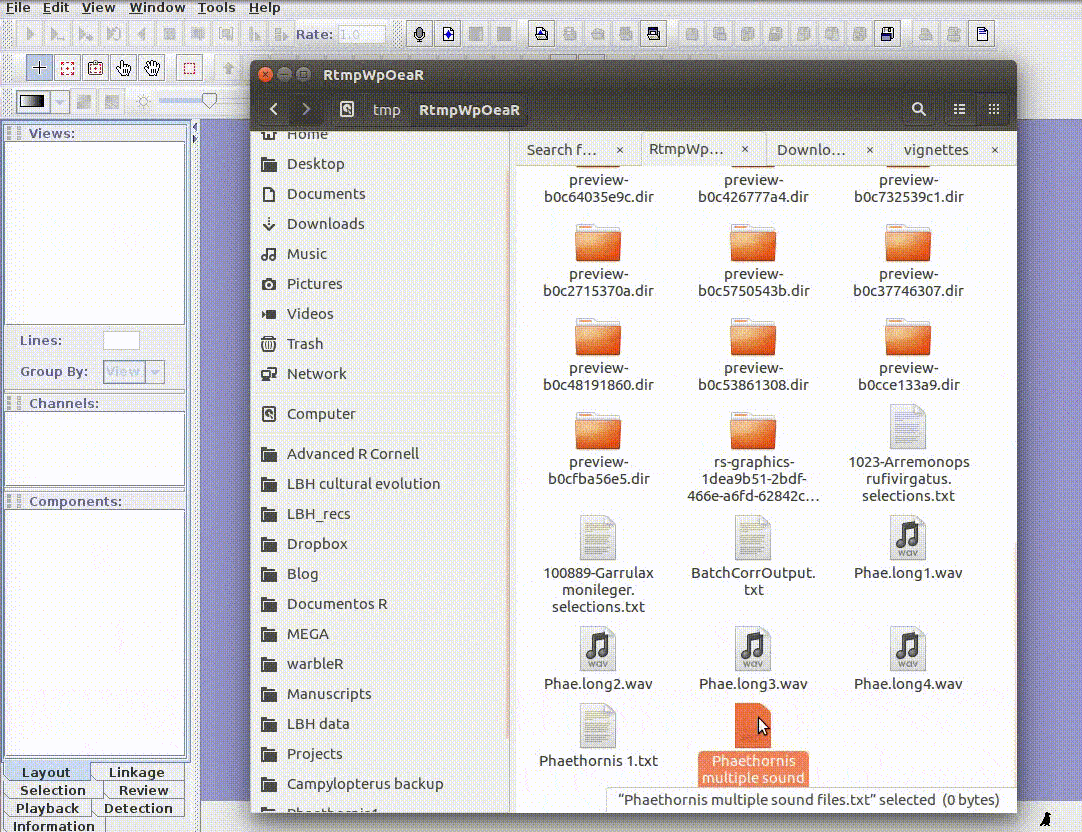 File Edit View Window Tools Help
Rate: 1.0
RtmpWpOeaR
tmp RtmpWpOeaR
Views:
Lines:
Group By: View
Channels:
Components:
Layout Linkage
Selection Review
Playback Detection
Information
Home
Desktop
Documents
Downloads
Music
Pictures
Videos
Trash
Network
Computer
Advanced R Cornell
LBH cultural evolution
LBH_recs
Dropbox
Blog
Documentos R
MEGA
warbleR
Manuscripts
LBH data
Projects
Campylopterus backup
Search f... × RtmpWp... × Downlo... × vignettes ×
preview-
b0c64035e9c.dir
preview-
b0c426777a4.dir
preview-
b0c732539c1.dir
preview-
b0c2715370a.dir
preview-
b0c5750543b.dir
preview-
b0c37746307.dir
preview-
b0c48191860.dir
preview-
b0c53861308.dir
preview-
b0cce133a9.dir
preview-
b0cfba56e5.dir
rs-graphics-
1dea9b51-2bdf-
466e-a6fd-62842c...
1023-Arremonops
rufivirgatus.
selections.txt
100889-Garrulax
monileger.
selections.txt
BatchCorrOutput.
txt
wav
Phae.long1.wav
wav
Phae.long2.wav
wav
Phae.long3.wav
wav
Phae.long4.wav
Phaethornis 1.txt
Phaethornis
multiple sound
"Phaethornis multiple sound files.txt" selected (0 bytes)